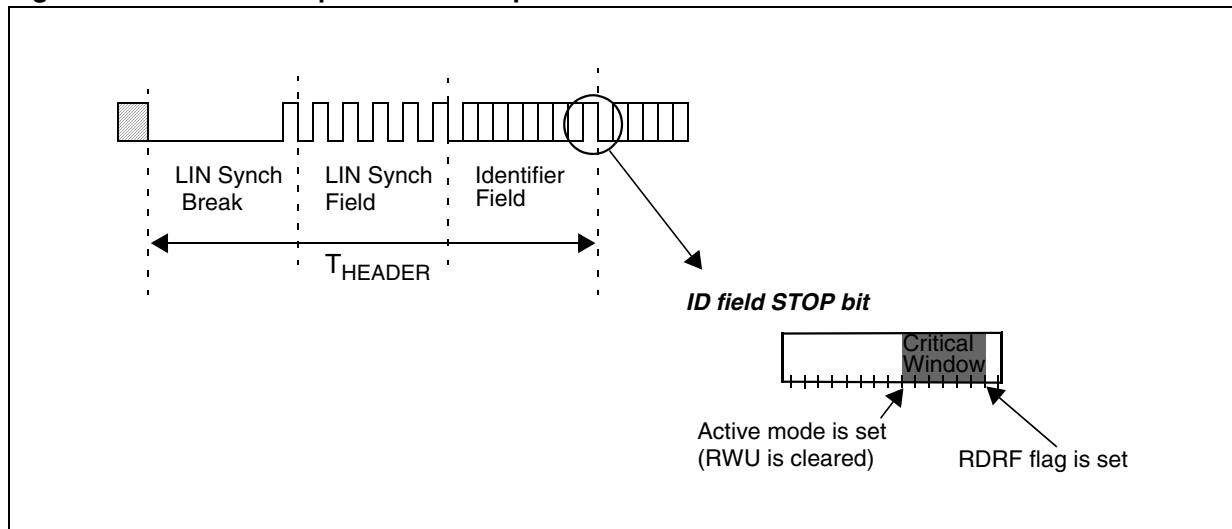 LIN Synch
Break
LIN Synch
Field
Identifier
Field
THEADER
ID field STOP bit
Critical
Window
Active mode is set
(RWU is cleared)
RDRF flag is set